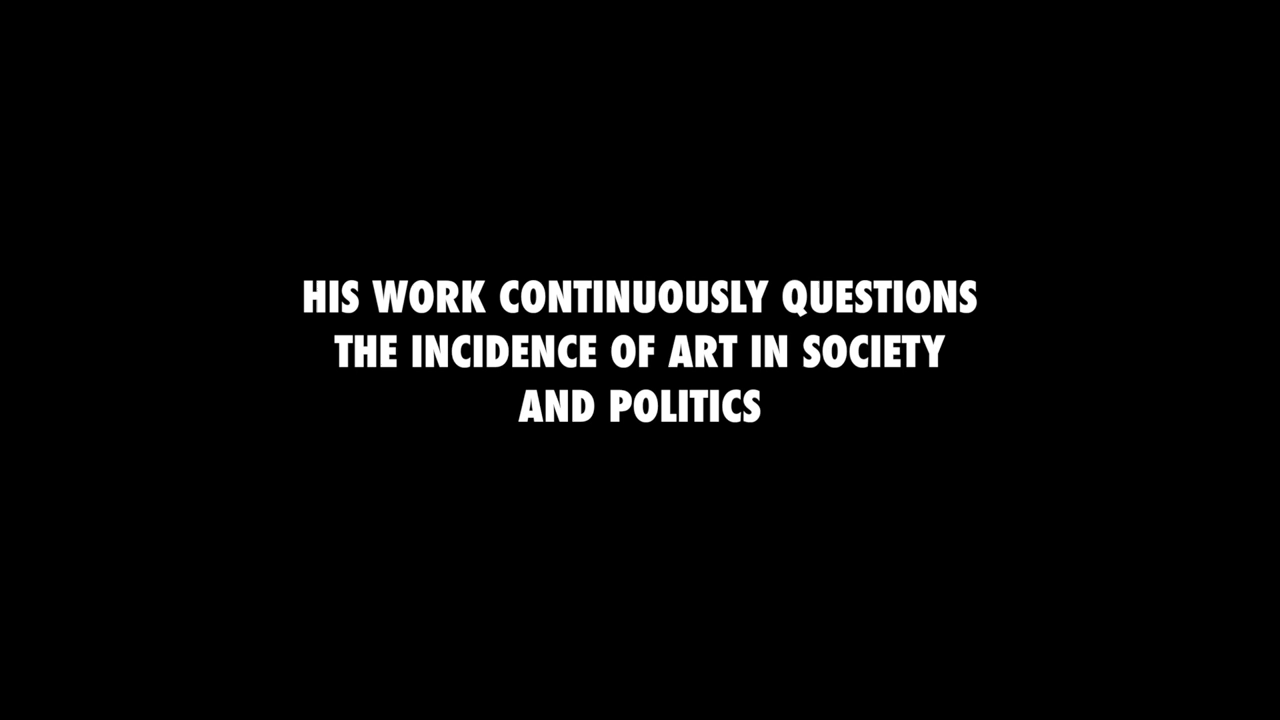 HIS WORK CONTINUOUSLY QUESTIONS
THE INCIDENCE OF ART IN SOCIETY
AND POLITICS